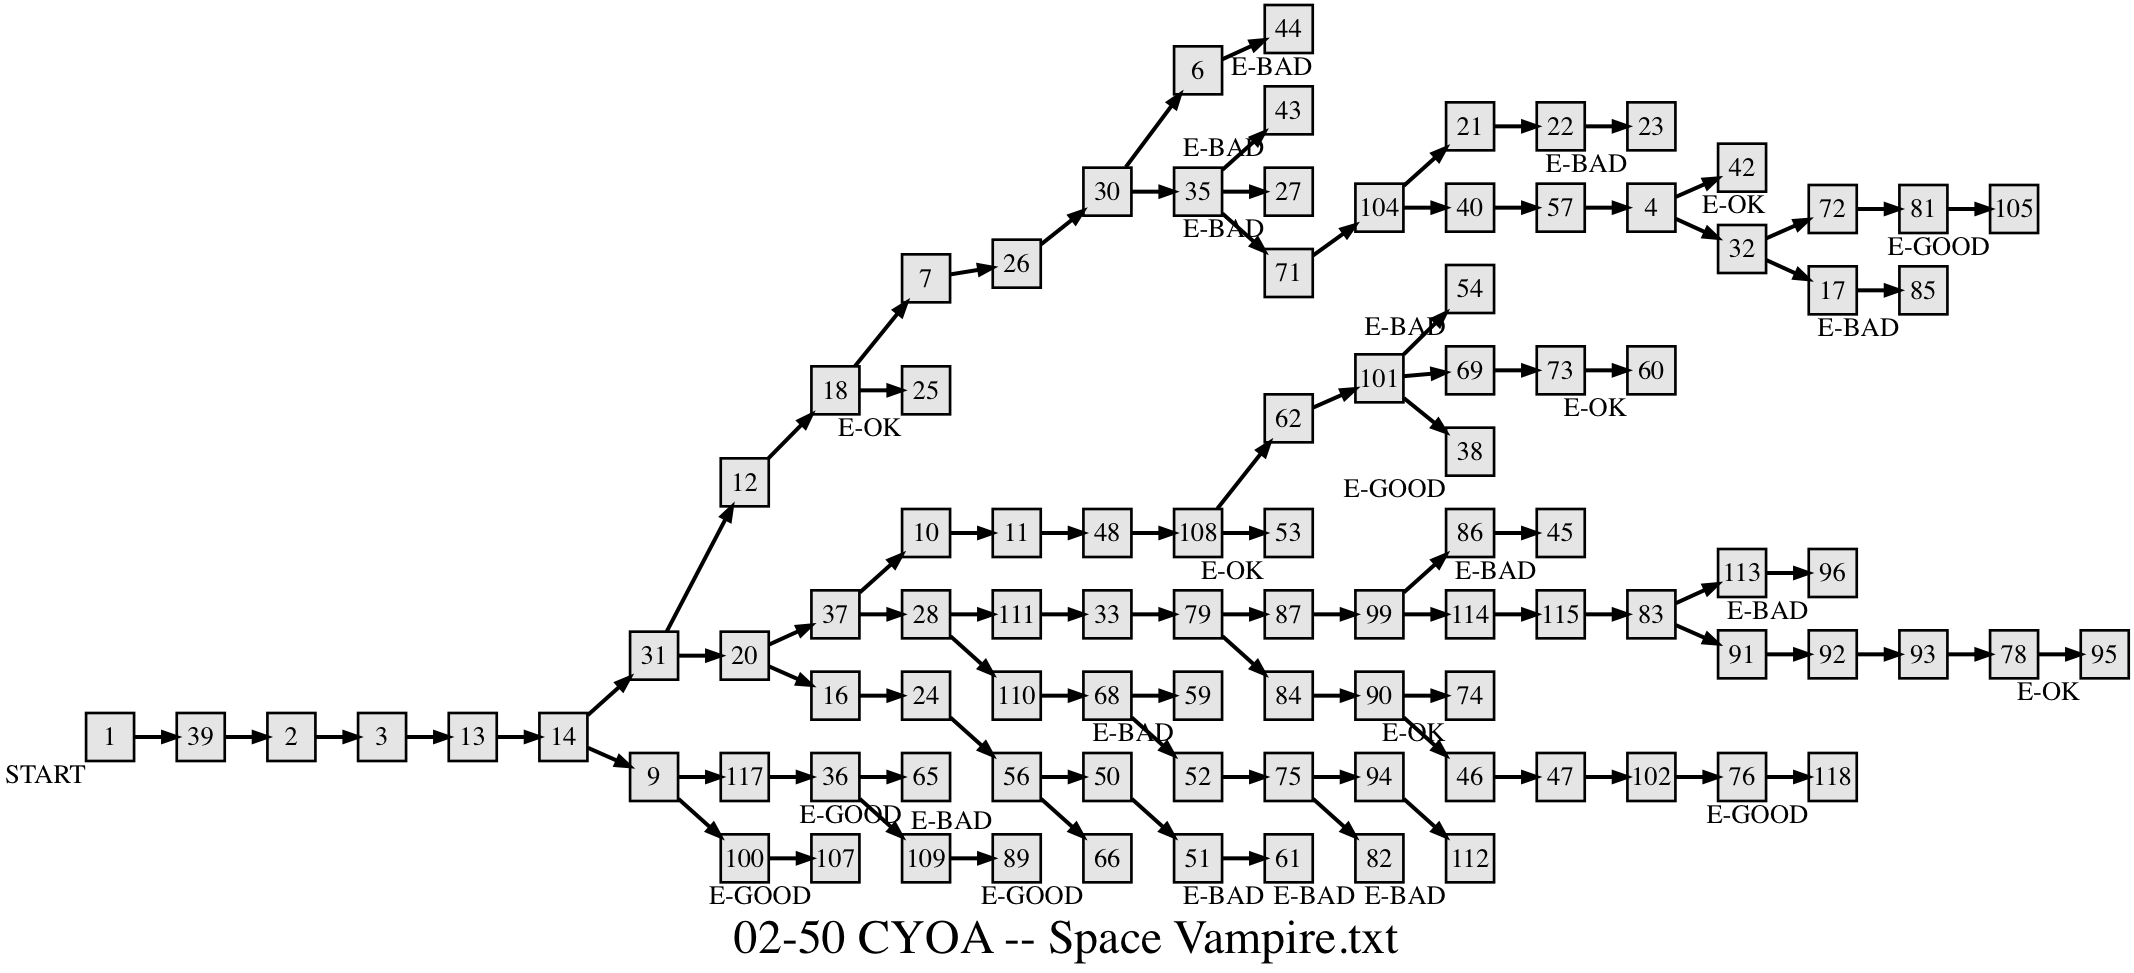 44
6
E-BAD
43
21 22 23
E-BAD
E-BAD
42
30 35 27
104 40 57 4
E-OK
72 81 105
E-BAD
32
E-GOOD
7 26
71
54
17 85
E-BAD
E-BAD
101 69 73 60
18 25
E-OK
E-OK
62
38
12
E-GOOD
10 11 48 108 53
86 45
E-OK
E-BAD
113 96
37 28 111 33 79 87 99 114 115 83
E-BAD
31 20
91 92 93 78 95
16 24
110 68 59
84 90 74
E-OK
1 39 2 3 13 14
E-BAD
E-OK
START
9 117 36 65
56 50
52 75 94
46 47 102 76 118
E-GOOD
E-BAD
E-GOOD
100 107
109 89
66
51 61
82
112
E-GOOD
E-GOOD
E-BAD
E-BAD
E-BAD
02-50 CYOA -- Space Vampire.txt